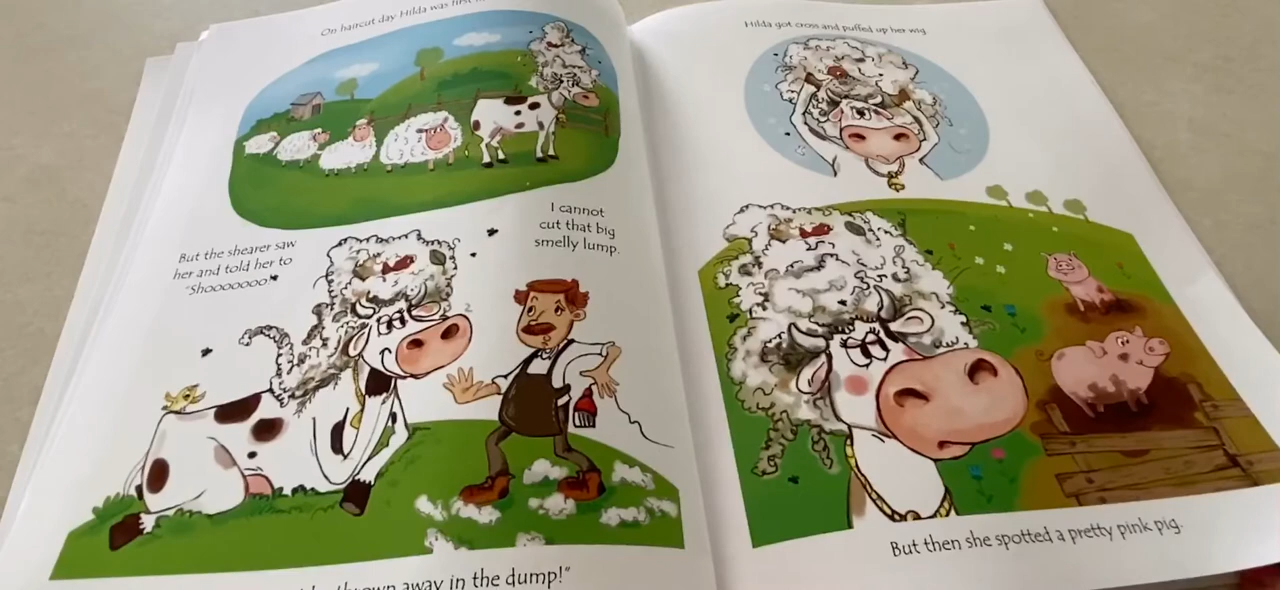 On haircut day Hilda was first
But the shearer saw
her and told her to
"Shooooooo!"
I cannot
cut that big
smelly lump.
thrown away in the dump!"
Hilda got cross and puffed up her wig
But then she spotted a pretty pink pig.